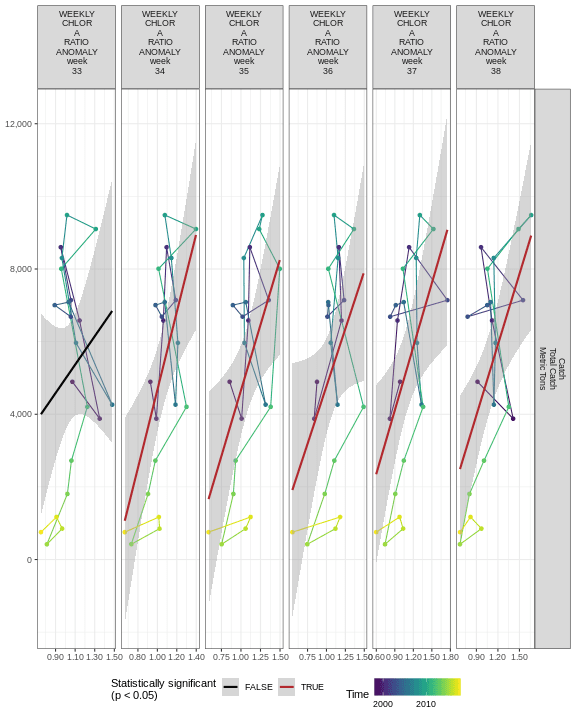 WEEKLY
CHLOR
A
RATIO
ANOMALY
week
33
WEEKLY
CHLOR
A
RATIO
ANOMALY
week
34
WEEKLY
CHLOR
A
RATIO
ANOMALY
week
35
WEEKLY
CHLOR
A
RATIO
ANOMALY
week
36
WEEKLY
CHLOR
A
RATIO
ANOMALY
week
37
WEEKLY
CHLOR
A
RATIO
ANOMALY
week
38
12,000
8,000
4,000
0
Catch
Total Catch
Metric Tons
0.90 1.10 1.30 1.50
0.75 1.00 1.20 1.40
0.75 1.00 1.25 1.50
0.75 1.00 1.25 1.50
0.60 0.90 1.20 1.50 1.80
0.90 1.20 1.50
Statistically significant
(p < 0.05)
FALSE
TRUE
Time
2000 2010